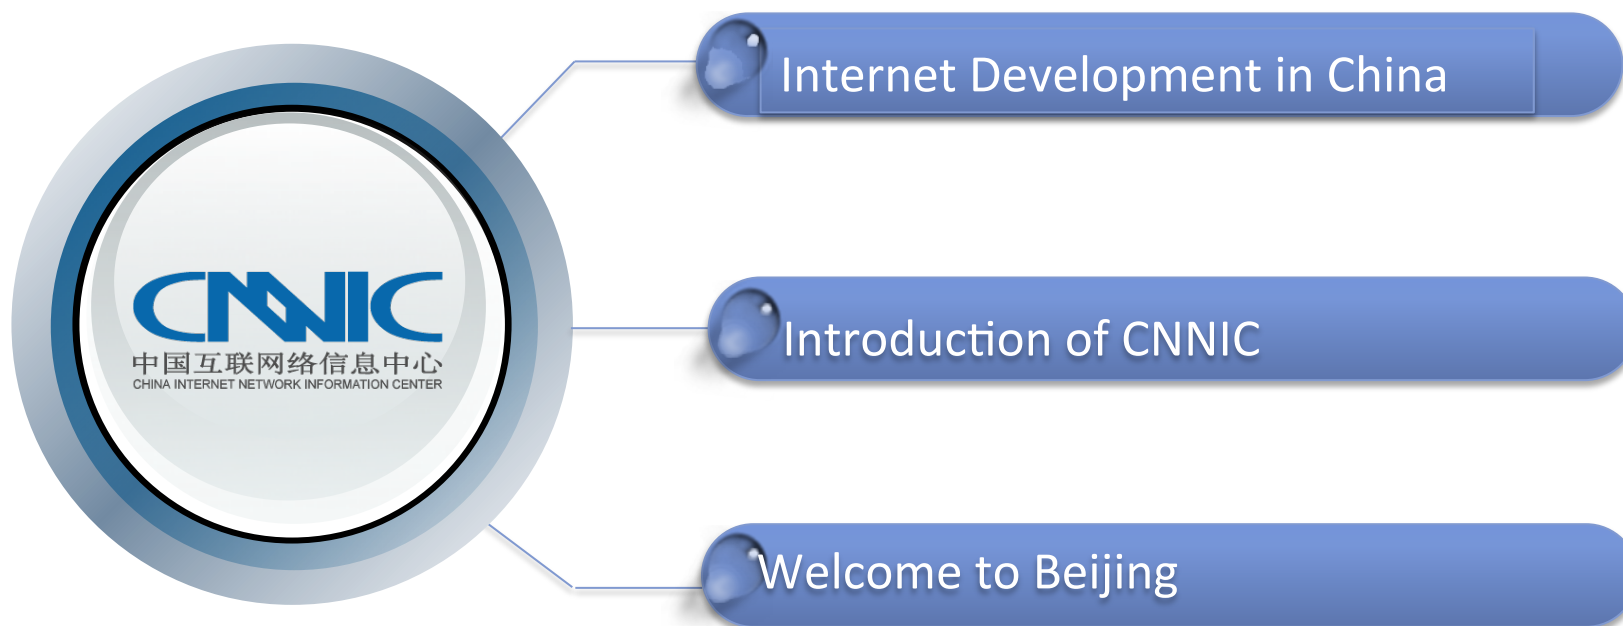 Internet Development in China
CNNIC
中国互联网络信息中心
CHINA INTERNET NETWORK INFORMATION CENTER
Introduction of CNNIC
Welcome to Beijing